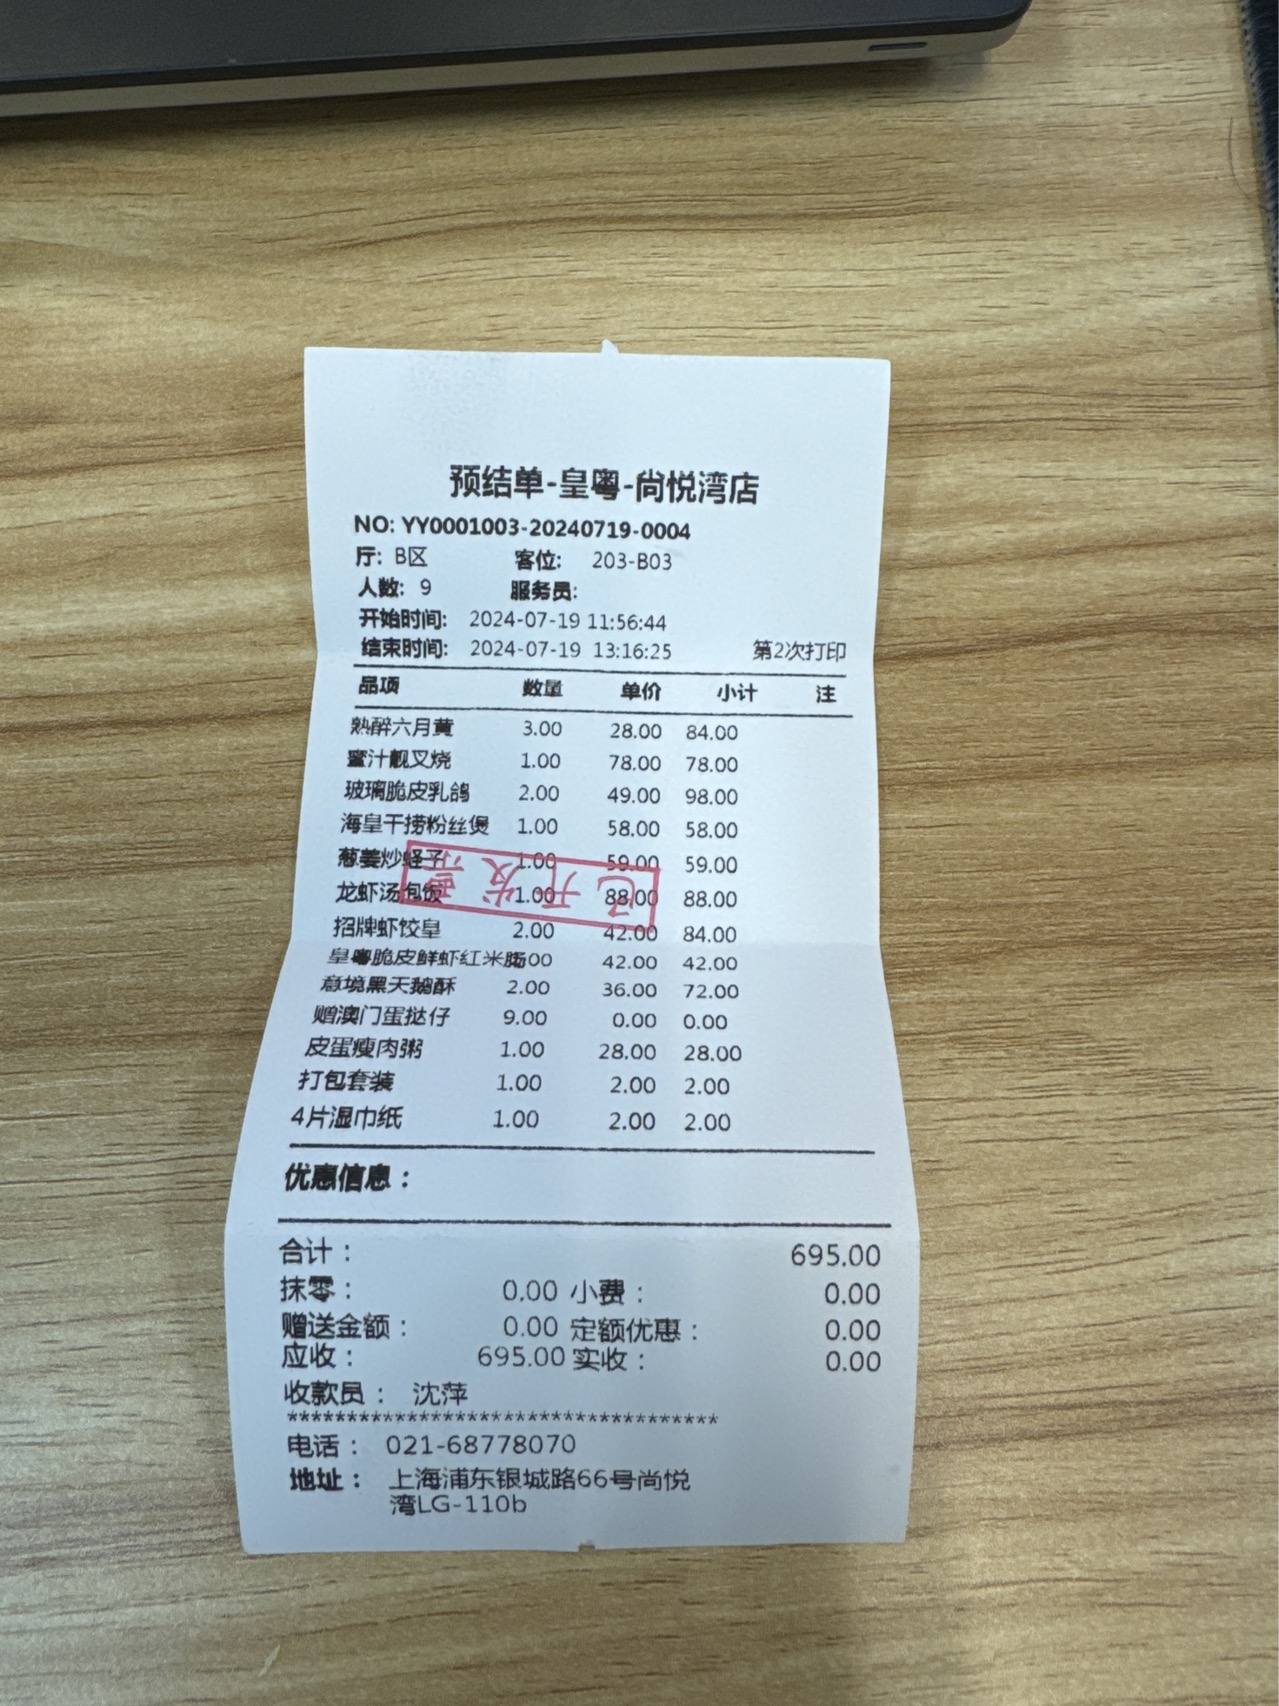 预结单-皇粤-尚悦湾店
NO: YY0001003-20240719-0004
厅: B区 客位: 203-B03
人数: 9 服务员:
开始时间: 2024-07-19 11:56:44
结束时间: 2024-07-19 13:16:25 第2次打印
品项 数量 单价 小计 注
熟醉六月黄 3.00 28.00 84.00
蜜汁靓叉烧 1.00 78.00 78.00
玻璃脆皮乳鸽 2.00 49.00 98.00
海皇干捞粉丝煲 1.00 58.00 58.00
葱姜炒蛏子 1.00 59.00 59.00
已开发票
龙虾汤泡饭 1.00 88.00 88.00
招牌虾饺皇 2.00 42.00 84.00
皇粤脆皮鲜虾红米肠 .00 42.00 42.00
意境黑天鹅酥 2.00 36.00 72.00
赠澳门蛋挞仔 9.00 0.00 0.00
皮蛋瘦肉粥 1.00 28.00 28.00
打包套装 1.00 2.00 2.00
4片湿巾纸 1.00 2.00 2.00
优惠信息：
合计： 695.00
抹零： 0.00 小费： 0.00
赠送金额： 0.00 定额优惠： 0.00
应收： 695.00 实收： 0.00
收款员： 沈萍
************************************
电话： 021-68778070
地址： 上海浦东银城路66号尚悦
湾LG-110b